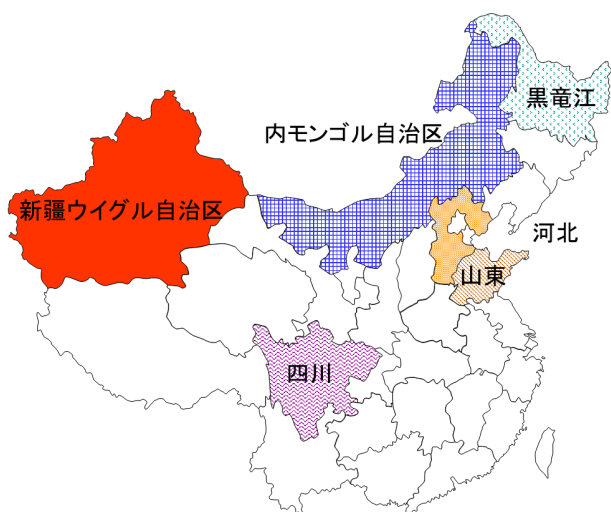 黒竜江
内モンゴル自治区
新疆ウイグル自治区
河北
山東
四川